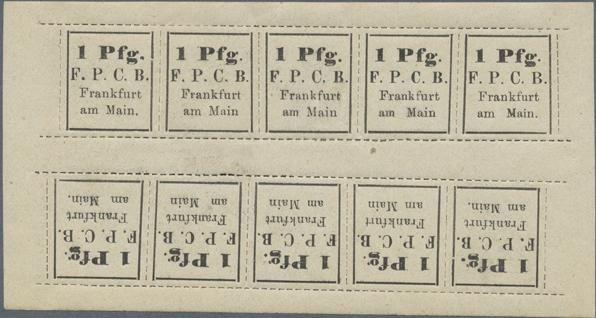 1 Pfg.
F. P. C. B.
Frankfurt
am Main.
1 Pfg.
F. P. C. B.
Frankfurt
am Main
1 Pfg.
F. P. C. B.
Frankfurt
am Main
1 Pfg.
F. P. C. B.
Frankfurt
am Main
1 Pfg.
F. P. C. B.
Frankfurt
am Main.
1 Pfg.
F. P. C. B.
Frankfurt
am Main.
1 Pfg.
F. P. C. B.
Frankfurt
am Main
1 Pfg.
F. P. C. B.
Frankfurt
am Main
1 Pfg.
F. P. C. B.
Frankfurt
am Main
1 Pfg.
F. P. C. B.
Frankfurt
am Main.